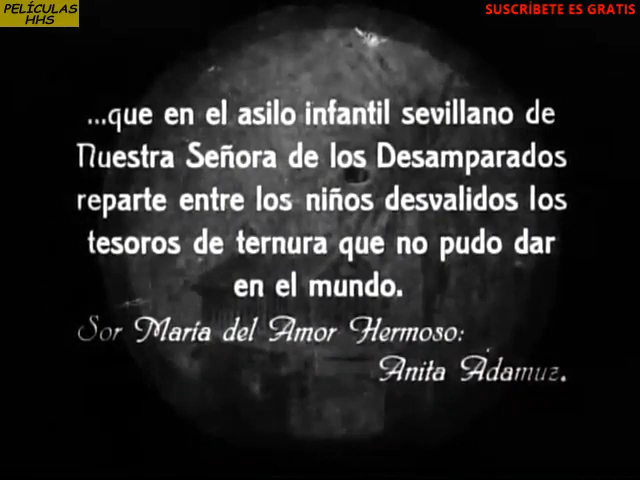 PELÍCULAS
HHS
SUSCRÍBETE ES GRATIS
...que en el asilo infantil sevillano de
Nuestra Señora de los Desamparados
reparte entre los niños desvalidos los
tesoros de ternura que no pudo dar
en el mundo.
Sor María del Amor Hermoso:
Anita Adamuz.